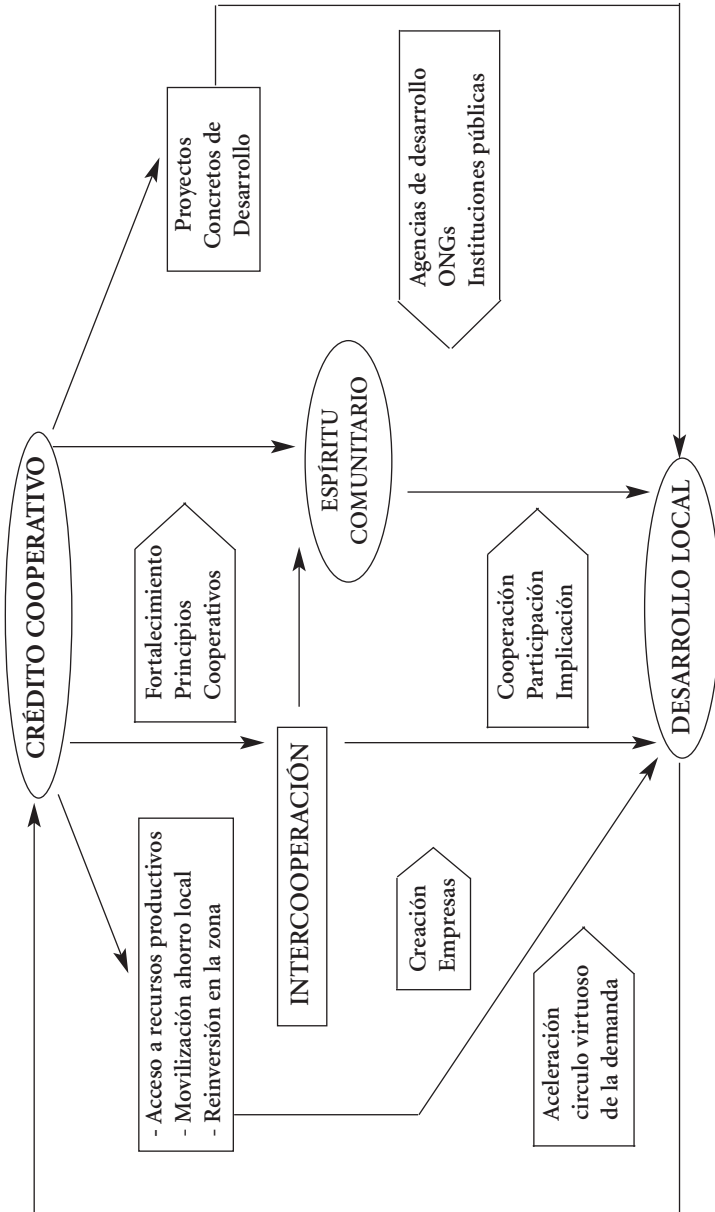 CRÉDITO COOPERATIVO
- Acceso a recursos productivos
- Movilización ahorro local
- Reinversión en la zona
Fortalecimiento
Principios
Cooperativos
Proyectos
Concretos de
Desarrollo
INTERCOOPERACIÓN
ESPÍRITU
COMUNITARIO
Creación
Empresas
Agencias de desarrollo
ONGs
Instituciones públicas
Aceleración
circulo virtuoso
de la demanda
Cooperación
Participación
Implicación
DESARROLLO LOCAL